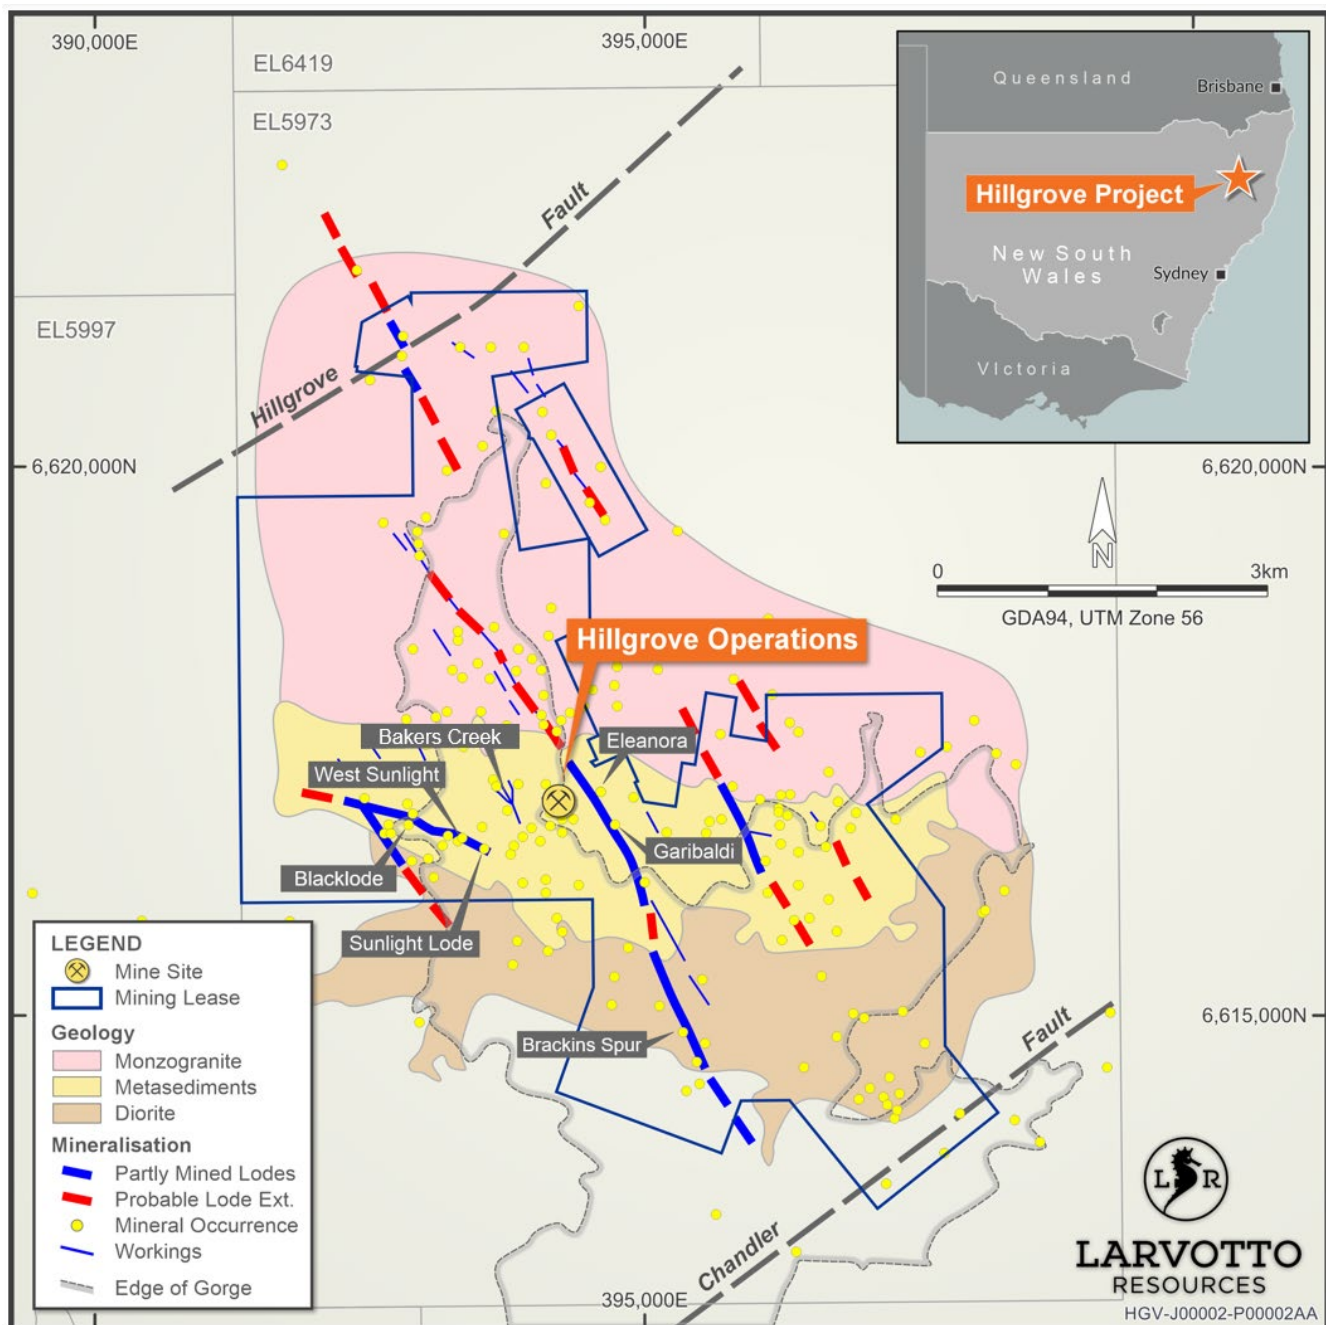 390,000E
395,000E
EL6419
EL5973
EL5997
Queensland
Brisbane
Hillgrove Project
New South
Wales
Sydney
VIctoria
Hillgrove
Fault
6,620,000N
6,620,000N
N
0
3km
GDA94, UTM Zone 56
Hillgrove Operations
Bakers Creek
Eleanora
West Sunlight
Garibaldi
Blacklode
Sunlight Lode
Brackins Spur
6,615,000N
Chandler
Fault
395,000E
LEGEND
Mine Site
Mining Lease
Geology
Monzogranite
Metasediments
Diorite
Mineralisation
Partly Mined Lodes
Probable Lode Ext.
Mineral Occurrence
Workings
Edge of Gorge
L R
LARVOTTO
RESOURCES
HGV-J00002-P00002AA